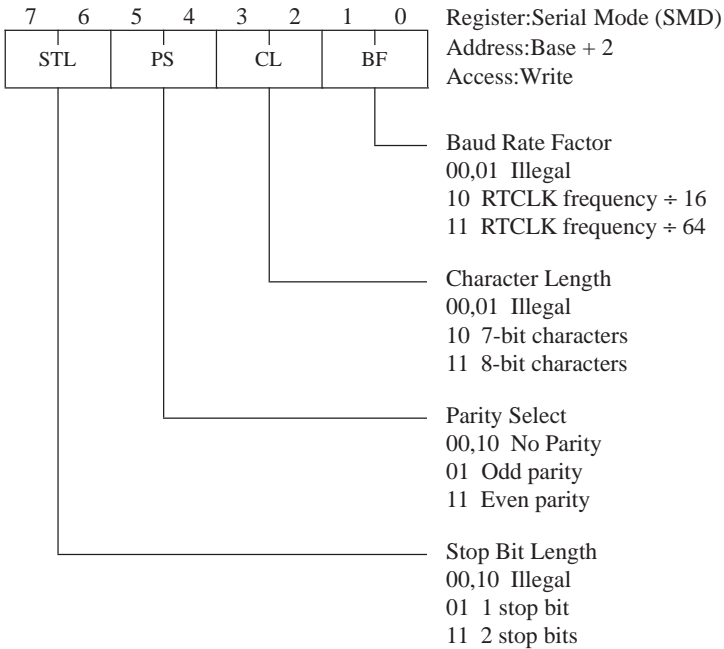 7 6 5 4 3 2 1 0
STL PS CL BF
Register:Serial Mode (SMD)
Address:Base + 2
Access:Write
Baud Rate Factor
00,01 Illegal
10 RTCLK frequency ÷ 16
11 RTCLK frequency ÷ 64
Character Length
00,01 Illegal
10 7-bit characters
11 8-bit characters
Parity Select
00,10 No Parity
01 Odd parity
11 Even parity
Stop Bit Length
00,10 Illegal
01 1 stop bit
11 2 stop bits